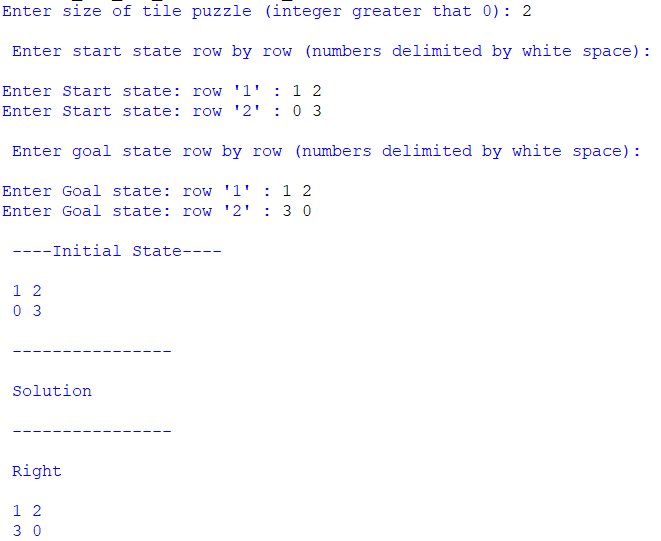 Enter size of tile puzzle (integer greater that 0): 2
Enter start state row by row (numbers delimited by white space):
Enter Start state: row '1' : 1 2
Enter Start state: row '2' : 0 3
Enter goal state row by row (numbers delimited by white space):
Enter Goal state: row '1' : 1 2
Enter Goal state: row '2' : 3 0
----Initial State----
1 2
0 3
----------------
Solution
----------------
Right
1 2
3 0